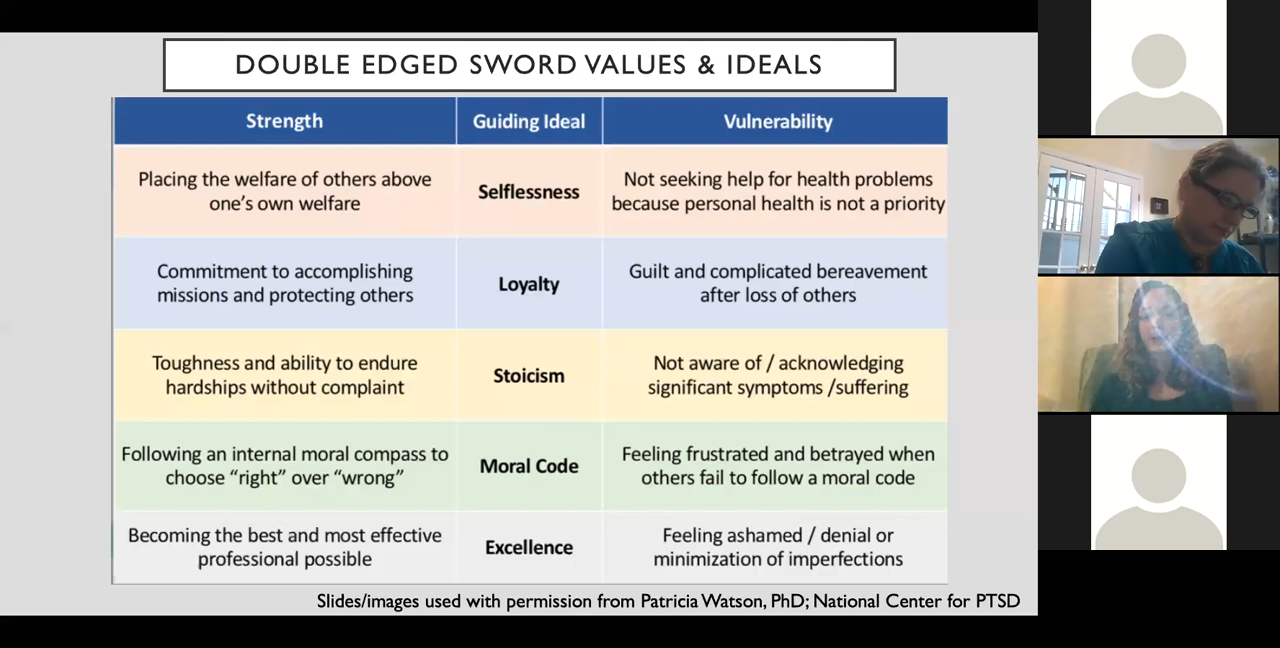 DOUBLE EDGED SWORD VALUES & IDEALS
Strength
Guiding Ideal
Vulnerability
Placing the welfare of others above
one's own welfare
Selflessness
Not seeking help for health problems
because personal health is not a priority
Commitment to accomplishing
missions and protecting others
Loyalty
Guilt and complicated bereavement
after loss of others
Toughness and ability to endure
hardships without complaint
Stoicism
Not aware of / acknowledging
significant symptoms /suffering
Following an internal moral compass to
choose “right” over “wrong”
Moral Code
Feeling frustrated and betrayed when
others fail to follow a moral code
Becoming the best and most effective
professional possible
Excellence
Feeling ashamed / denial or
minimization of imperfections
Slides/images used with permission from Patricia Watson, PhD; National Center for PTSD